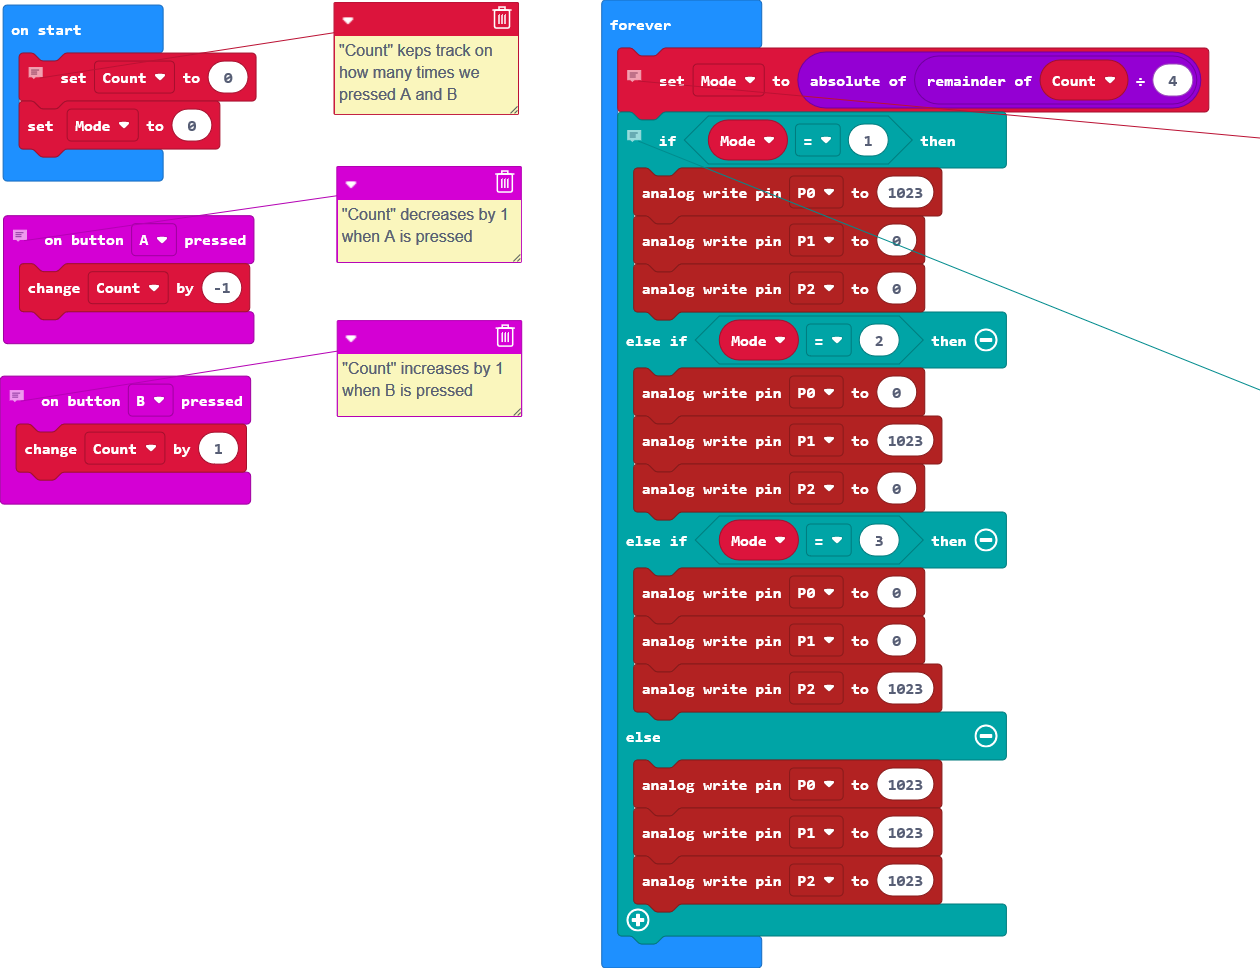 on start
set Count to 0
set Mode to 0
"Count" keps track on
how many times we
pressed A and B
on button A pressed
change Count by -1
"Count" decreases by 1
when A is pressed
on button B pressed
change Count by 1
"Count" increases by 1
when B is pressed
forever
set Mode to absolute of remainder of Count ÷ 4
if Mode = 1 then
analog write pin P0 to 1023
analog write pin P1 to 0
analog write pin P2 to 0
else if Mode = 2 then
analog write pin P0 to 0
analog write pin P1 to 1023
analog write pin P2 to 0
else if Mode = 3 then
analog write pin P0 to 0
analog write pin P1 to 0
analog write pin P2 to 1023
else
analog write pin P0 to 1023
analog write pin P1 to 1023
analog write pin P2 to 1023